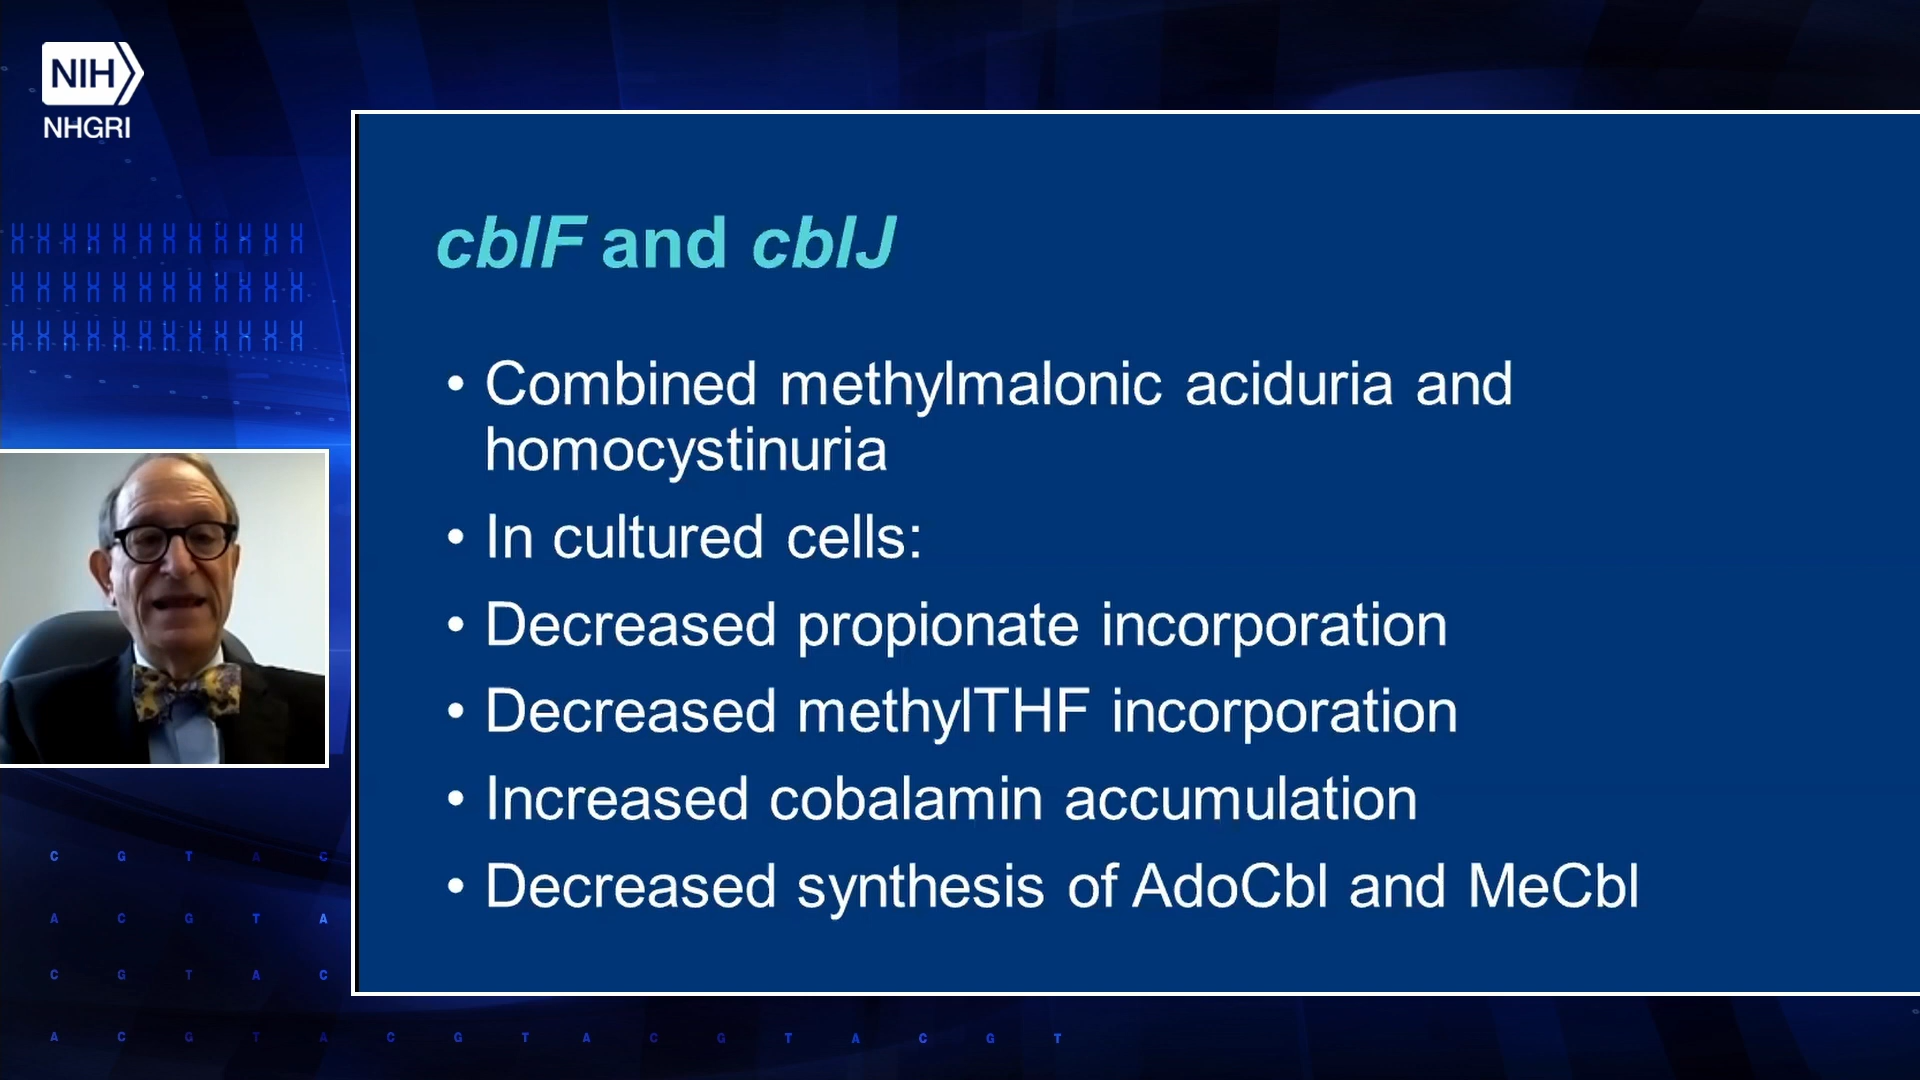 NIH
NHGRI
cblF and cblJ
• Combined methylmalonic aciduria and
homocystinuria
• In cultured cells:
• Decreased propionate incorporation
• Decreased methylTHF incorporation
• Increased cobalamin accumulation
• Decreased synthesis of AdoCbl and MeCbl
C G T A C
A C G T A
C G T A C
A C G T A C G T A C G T A C G T